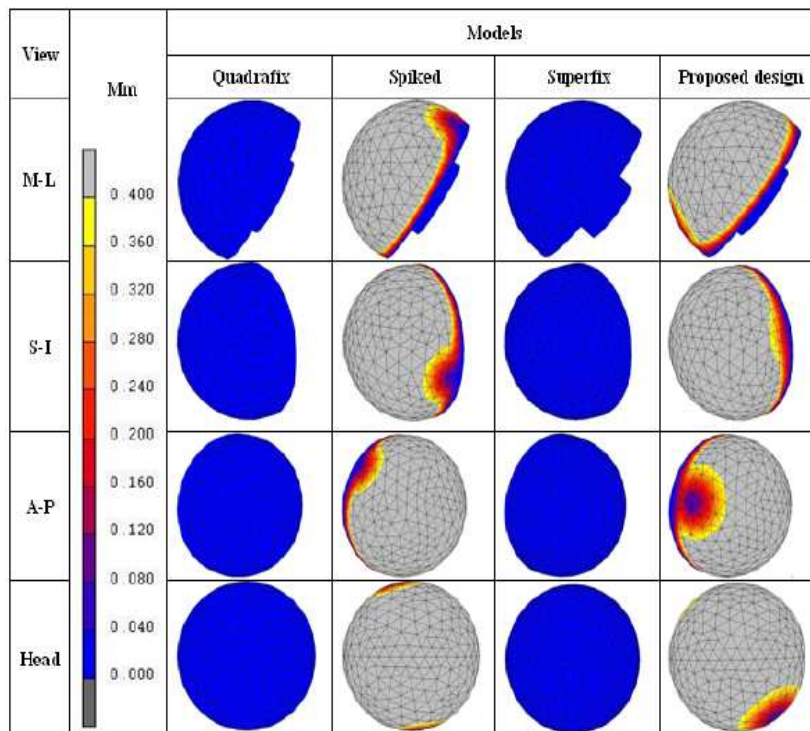 View
Models
Mm
Quadrafix
Spiked
Superfix
Proposed design
M-L
S-I
A-P
Head
0.400
0.360
0.320
0.280
0.240
0.200
0.160
0.120
0.080
0.040
0.000